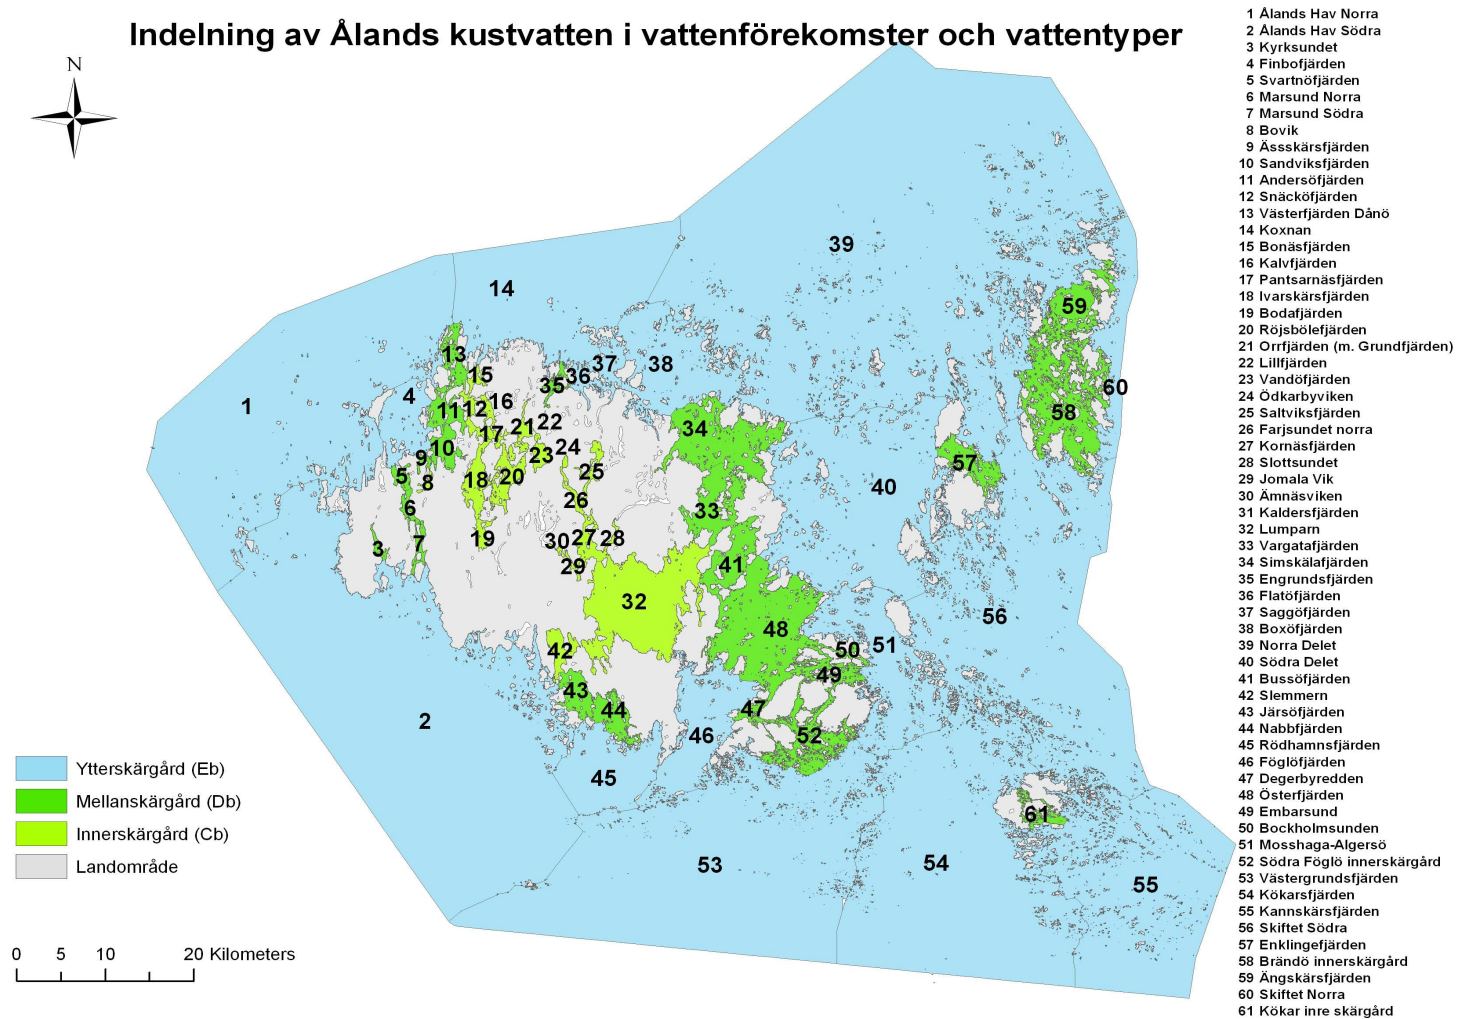 Indelning av Ålands kustvatten i vattenförekomster och vattentyper
N
1 Ålands Hav Norra
2 Ålands Hav Södra
3 Kyrksundet
4 Finbofjärden
5 Svartnöfjärden
6 Marsund Norra
7 Marsund Södra
8 Bovik
9 Ässskärsfjärden
10 Sandviksfjärden
11 Andersöfjärden
12 Snäcköfjärden
13 Västerfjärden Dånö
14 Koxnan
15 Bonäsfjärden
16 Kalvfjärden
17 Pantsarnäsfjärden
18 Ivarskärsfjärden
19 Bodafjärden
20 Röjsbölefjärden
21 Orrfjärden (m. Grundfjärden)
22 Lillfjärden
23 Vandöfjärden
24 Ödkarbyviken
25 Saltviksfjärden
26 Farjsundet norra
27 Kornäsfjärden
28 Slottsundet
29 Jomala Vik
30 Ämnäsviken
31 Kaldersfjärden
32 Lumparn
33 Vargatafjärden
34 Simskälafjärden
35 Engrundsfjärden
36 Flatöfjärden
37 Saggöfjärden
38 Boxöfjärden
39 Norra Delet
40 Södra Delet
41 Bussöfjärden
42 Slemmern
43 Järsöfjärden
44 Nabbfjärden
45 Rödhamnsfjärden
46 Föglöfjärden
47 Degerbyredden
48 Österfjärden
49 Embarsund
50 Bockholmsunden
51 Mosshaga-Algersö
52 Södra Föglö innerskärgård
53 Västergrundsfjärden
54 Kökarsfjärden
55 Kannskärsfjärden
56 Skiftet Södra
57 Enklingefjärden
58 Brändö innerskärgård
59 Ängskärsfjärden
60 Skiftet Norra
61 Kökar inre skärgård
39
14
59
13
37
38
36
15
35
60
1
4
16
11
12
58
22
34
21
17
10
24
9
23
57
5
25
18
20
8
40
26
6
33
27
28
19
30
3
7
41
29
32
56
48
51
42
50
49
43
47
44
2
46
52
45
61
53
54
55
Ytterskärgård (Eb)
Mellanskärgård (Db)
Innerskärgård (Cb)
Landområde
0 5 10 20 Kilometers